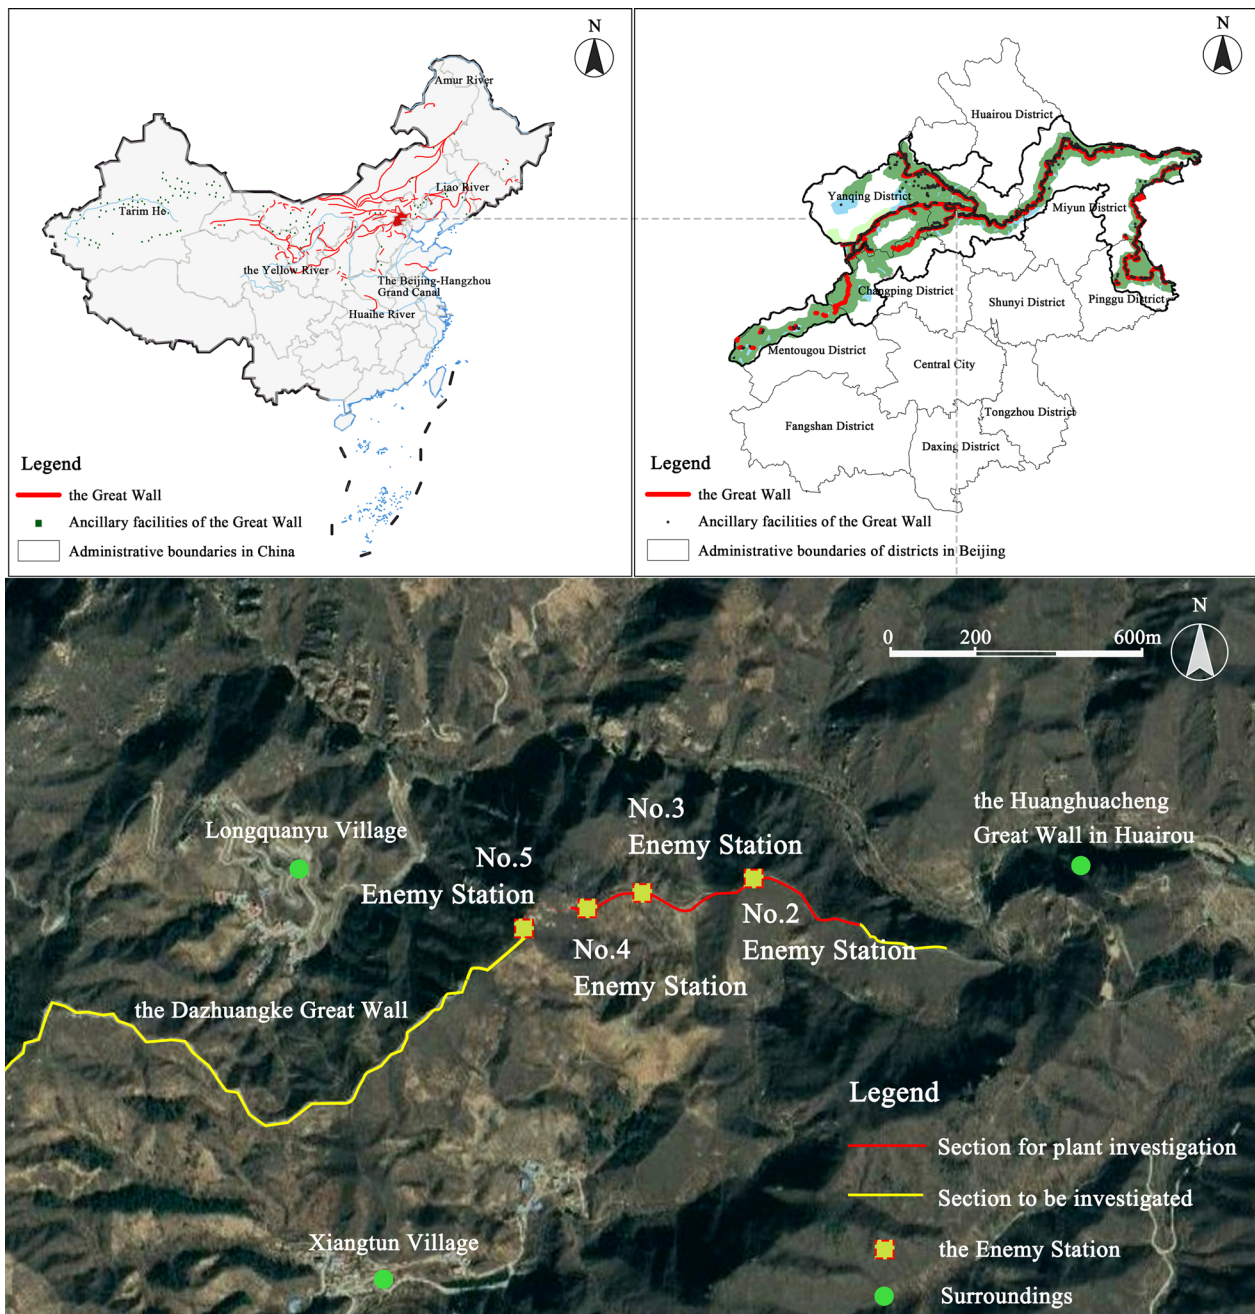 N
Amur River
Liao River
Tarim He
the Yellow River
The Beijing-Hangzhou
Grand Canal
Huaihe River
Legend
the Great Wall
Ancillary facilities of the Great Wall
Administrative boundaries in China
N
Huairou District
Yanqing District
Miyun District
Changping District
Shunyi District
Pinggu District
Mentougou District
Central City
Tongzhou District
Fangshan District
Daxing District
Legend
the Great Wall
Ancillary facilities of the Great Wall
Administrative boundaries of districts in Beijing
N
0 200 600m
the Huanghuacheng
Great Wall in Huairou
Longquanyu Village
No.3
Enemy Station
No.5
Enemy Station
No.2
Enemy Station
No.4
Enemy Station
the Dazhuangke Great Wall
Xiangtun Village
Legend
Section for plant investigation
Section to be investigated
the Enemy Station
Surroundings